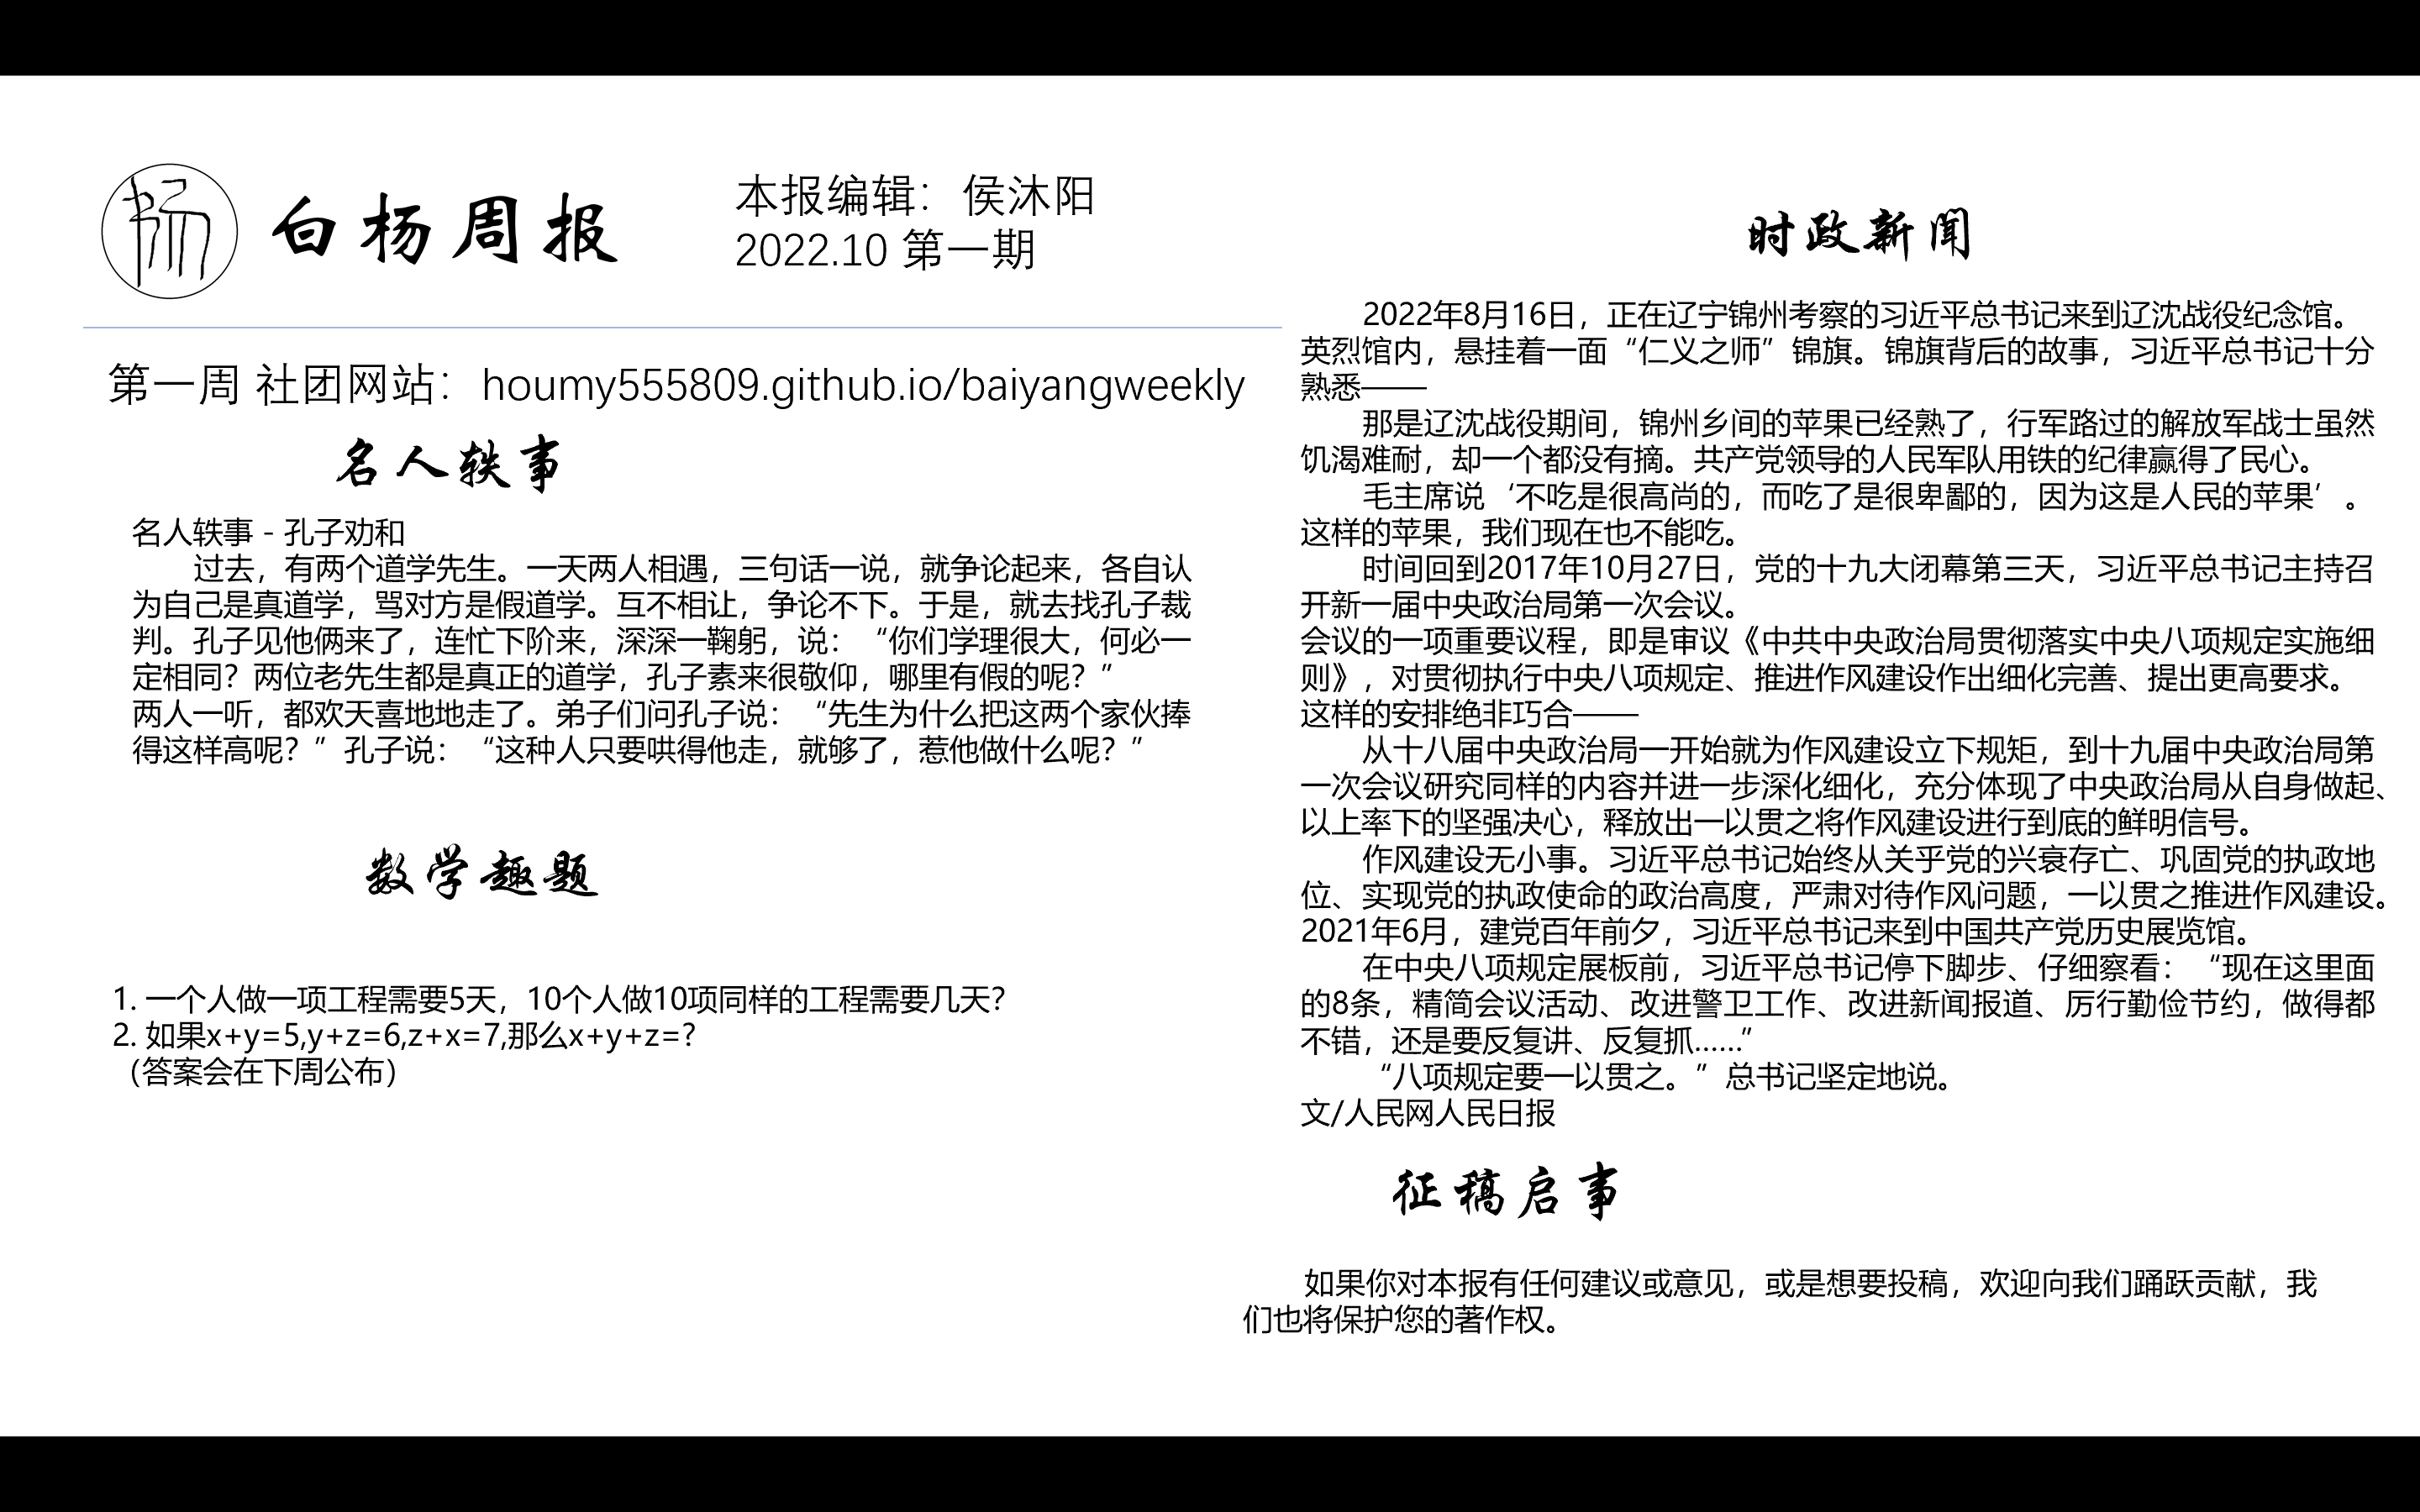 杨
白杨周报
本报编辑：侯沐阳
2022.10 第一期
第一周 社团网站：houmy555809.github.io/baiyangweekly
名人轶事
名人轶事 - 孔子劝和
过去，有两个道学先生。一天两人相遇，三句话一说，就争论起来，各自认
为自己是真道学，骂对方是假道学。互不相让，争论不下。于是，就去找孔子裁
判。孔子见他俩来了，连忙下阶来，深深一鞠躬，说：“你们学理很大，何必一
定相同？两位老先生都是真正的道学，孔子素来很敬仰，哪里有假的呢？”
两人一听，都欢天喜地地走了。弟子们问孔子说：“先生为什么把这两个家伙捧
得这样高呢？”孔子说：“这种人只要哄得他走，就够了，惹他做什么呢？”
数学趣题
1. 一个人做一项工程需要5天，10个人做10项同样的工程需要几天？
2. 如果x+y=5,y+z=6,z+x=7,那么x+y+z=?
（答案会在下周公布）
时政新闻
2022年8月16日，正在辽宁锦州考察的习近平总书记来到辽沈战役纪念馆。
英烈馆内，悬挂着一面“仁义之师”锦旗。锦旗背后的故事，习近平总书记十分
熟悉——
那是辽沈战役期间，锦州乡间的苹果已经熟了，行军路过的解放军战士虽然
饥渴难耐，却一个都没有摘。共产党领导的人民军队用铁的纪律赢得了民心。
毛主席说‘不吃是很高尚的，而吃了是很卑鄙的，因为这是人民的苹果’。
这样的苹果，我们现在也不能吃。
时间回到2017年10月27日，党的十九大闭幕第三天，习近平总书记主持召
开新一届中央政治局第一次会议。
会议的一项重要议程，即是审议《中共中央政治局贯彻落实中央八项规定实施细
则》，对贯彻执行中央八项规定、推进作风建设作出细化完善、提出更高要求。
这样的安排绝非巧合——
从十八届中央政治局一开始就为作风建设立下规矩，到十九届中央政治局第
一次会议研究同样的内容并进一步深化细化，充分体现了中央政治局从自身做起、
以上率下的坚强决心，释放出一以贯之将作风建设进行到底的鲜明信号。
作风建设无小事。习近平总书记始终从关乎党的兴衰存亡、巩固党的执政地
位、实现党的执政使命的政治高度，严肃对待作风问题，一以贯之推进作风建设。
2021年6月，建党百年前夕，习近平总书记来到中国共产党历史展览馆。
在中央八项规定展板前，习近平总书记停下脚步、仔细察看：“现在这里面
的8条，精简会议活动、改进警卫工作、改进新闻报道、厉行勤俭节约，做得都
不错，还是要反复讲、反复抓……”
“八项规定要一以贯之。”总书记坚定地说。
文/人民网人民日报
征稿启事
如果你对本报有任何建议或意见，或是想要投稿，欢迎向我们踊跃贡献，我
们也将保护您的著作权。